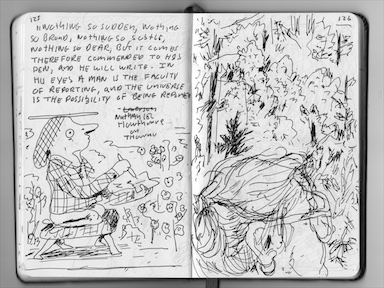 125
"NOTHING SO SUDDEN, NOTHING
SO BROAD, NOTHING SO SUBTLE,
NOTHING SO DEAR, BUT IT COMES
THEREFORE COMMENDED TO HIS
PEN, AND HE WILL WRITE. IN
HIS EYES A MAN IS THE FACULTY
OF REPORTING, AND THE UNIVERSE
IS THE POSSIBILITY OF BEING REPORTED
EMERSON
NATHANIEL
HAWTHORNE
ON
THOREAU
126